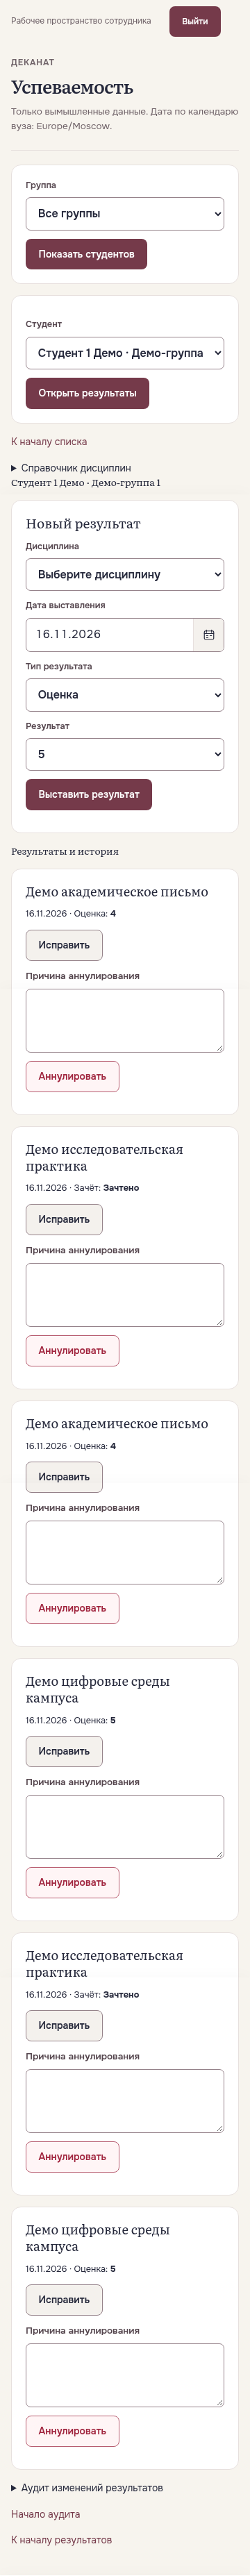 Рабочее пространство сотрудника
Выйти
ДЕКАНАТ
Успеваемость
Только вымышленные данные. Дата по календарю
вуза: Europe/Moscow.
Группа
Все группы
Показать студентов
Студент
Студент 1 Демо · Демо-группа
Открыть результаты
К началу списка
Справочник дисциплин
Студент 1 Демо · Демо-группа 1
Новый результат
Дисциплина
Выберите дисциплину
Дата выставления
16.11.2026
Тип результата
Оценка
Результат
5
Выставить результат
Результаты и история
Демо академическое письмо
16.11.2026 · Оценка: 4
Исправить
Причина аннулирования
Аннулировать
Демо исследовательская
практика
16.11.2026 · Зачёт: Зачтено
Исправить
Причина аннулирования
Аннулировать
Демо академическое письмо
16.11.2026 · Оценка: 4
Исправить
Причина аннулирования
Аннулировать
Демо цифровые среды
кампуса
16.11.2026 · Оценка: 5
Исправить
Причина аннулирования
Аннулировать
Демо исследовательская
практика
16.11.2026 · Зачёт: Зачтено
Исправить
Причина аннулирования
Аннулировать
Демо цифровые среды
кампуса
16.11.2026 · Оценка: 5
Исправить
Причина аннулирования
Аннулировать
Аудит изменений результатов
Начало аудита
К началу результатов